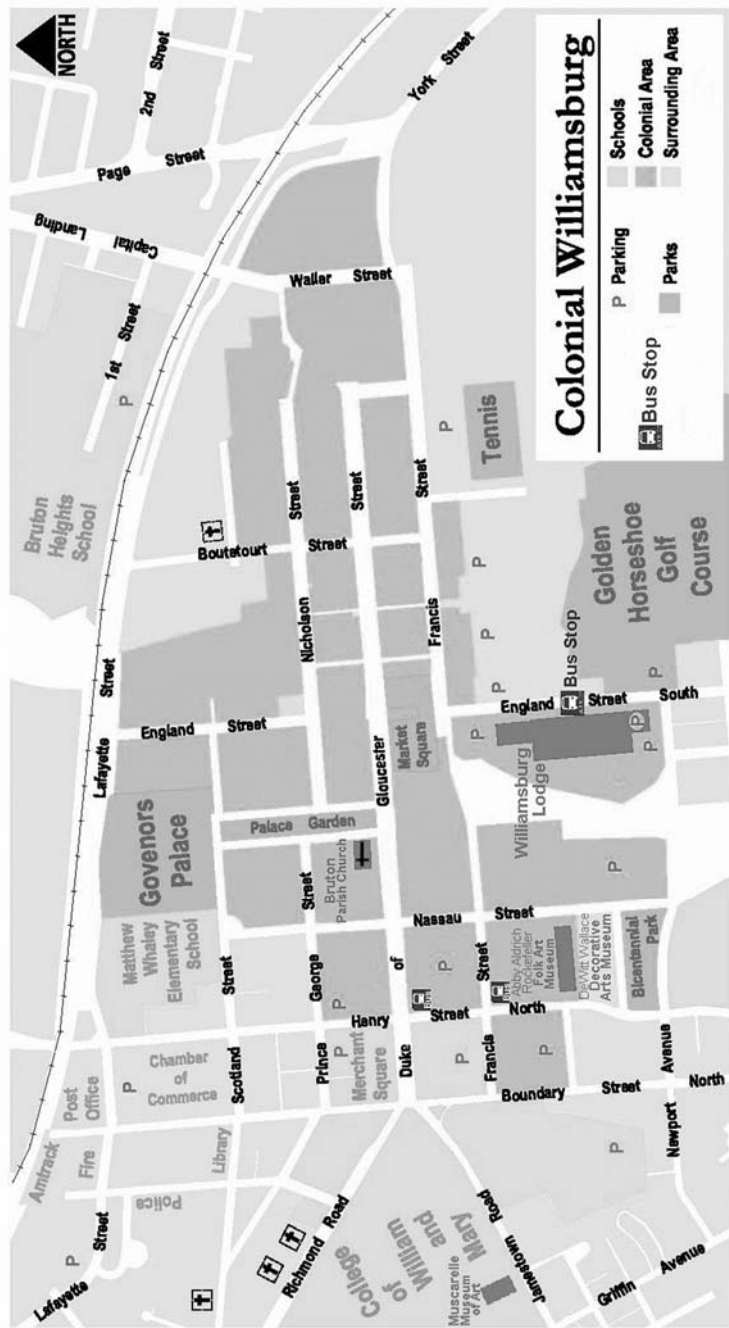 NORTH
2nd Street
Page Street
Capital Landing
1st Street
York Street
Bruton
Heights
School
P
Waller Street
Lafayette Street
Boutetourt Street
Nicholson Street
Street
Francis Street
P
Tennis
England Street
Govenors
Palace
Palace Garden
Gloucester
Market
Square
P
P
P
P
P
P
P
England Street South
Bus Stop
Golden
Horseshoe
Golf
Course
Williamsburg
Lodge
Matthew
Whaley
Elementary
School
Bruton
Parish Church
Nassau Street
P
Scotland Street
Prince George Street
Duke of
Henry Street North
Francis Street
P
P
BUS
BUS
Abby Aldrich
Rockefeller
Folk Art
Museum
DeWitt Wallace
Decorative
Arts Museum
Bicentennial
Park
Amtrack
Post
Office
Fire
Police
Library
P
Chamber
of
Commerce
P
Merchant
Square
P
P
Boundary Street North
Newport Avenue
P
Lafayette Street
P
Richmond Road
College
of
William
and
Mary
Muscarelle
Museum
of Art
Jamestown Road
Griffin Avenue
Colonial Williamsburg
P Parking
Schools
Colonial Area
Bus Stop
Parks
Surrounding Area